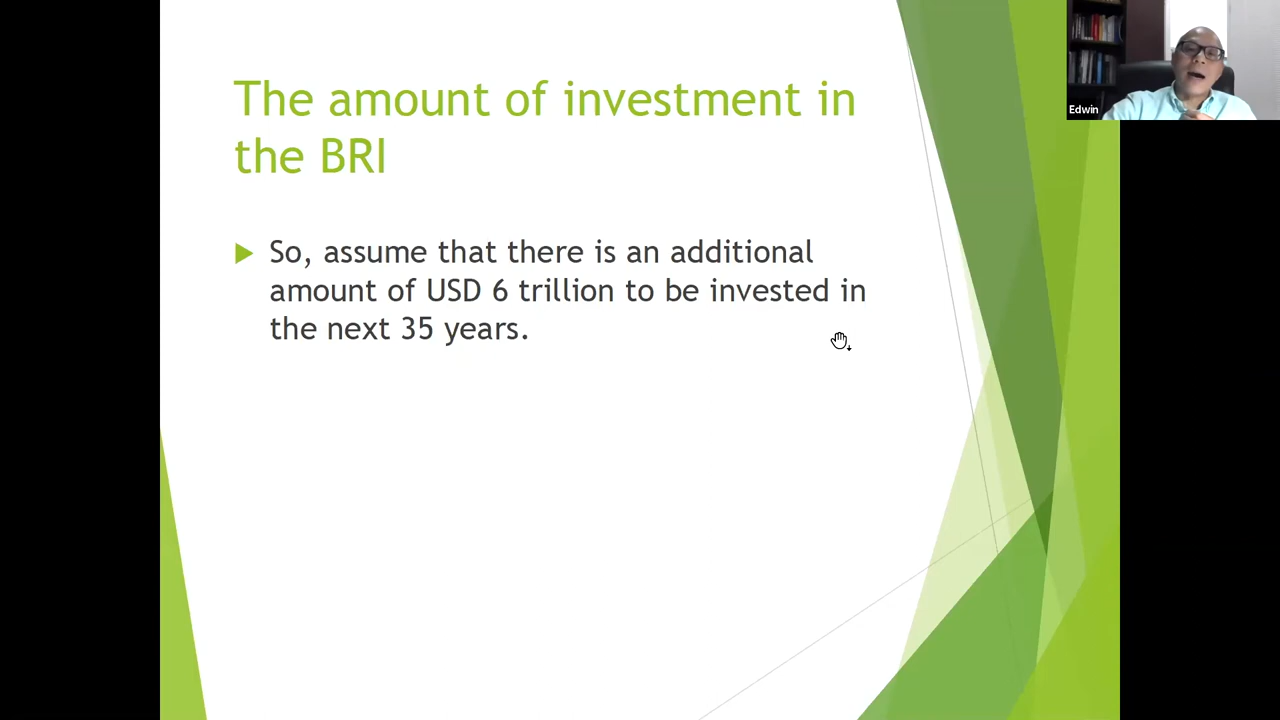 The amount of investment in
the BRI
So, assume that there is an additional
amount of USD 6 trillion to be invested in
the next 35 years.
Edwin